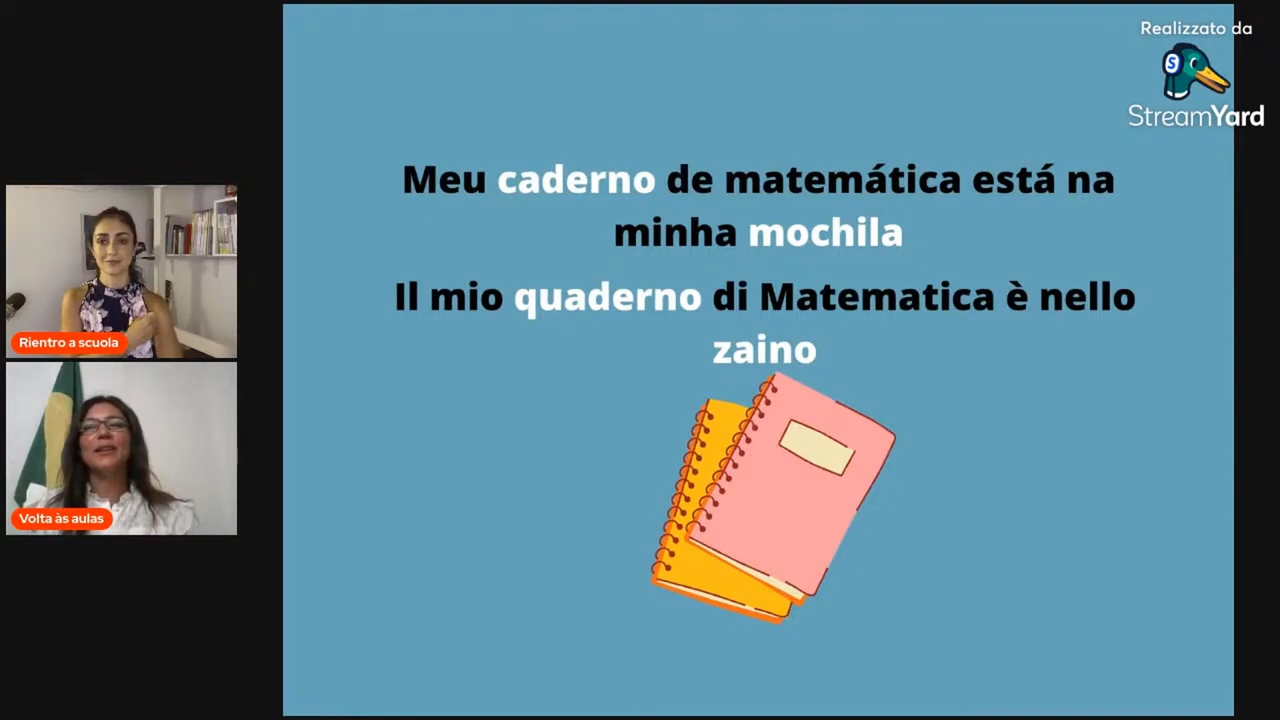 Realizzato da
StreamYard
Meu caderno de matemática está na
minha mochila
Il mio quaderno di Matematica è nello
zaino
Rientro a scuola
Volta às aulas